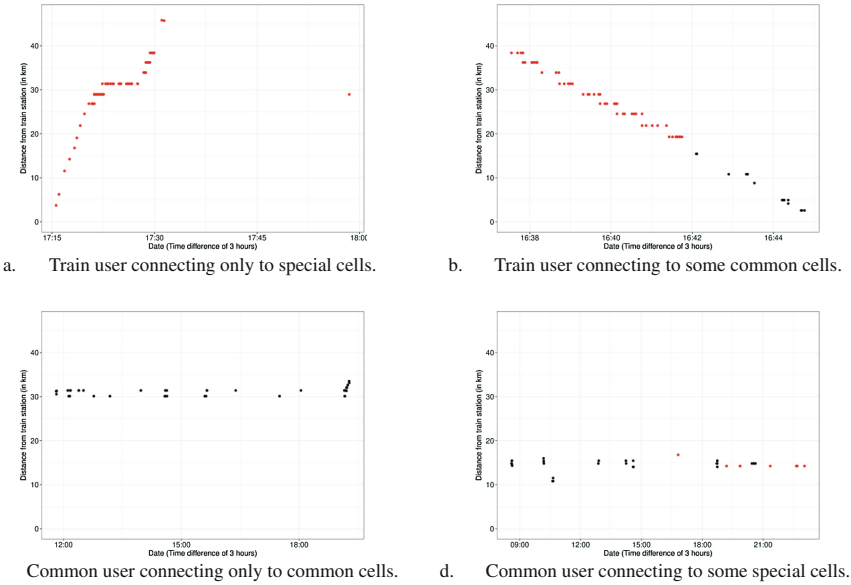 Distance from train station (in km)
40
30
20
10
0
17:15 17:30 17:45 18:00
Date (Time difference of 3 hours)
a. Train user connecting only to special cells.
Distance from train station (in km)
40
30
20
10
0
16:38 16:40 16:42 16:44
Date (Time difference of 3 hours)
b. Train user connecting to some common cells.
Distance from train station (in km)
40
30
20
10
0
12:00 15:00 18:00
Date (Time difference of 3 hours)
Common user connecting only to common cells.
Distance from train station (in km)
40
30
20
10
0
09:00 12:00 15:00 18:00 21:00
Date (Time difference of 3 hours)
d. Common user connecting to some special cells.